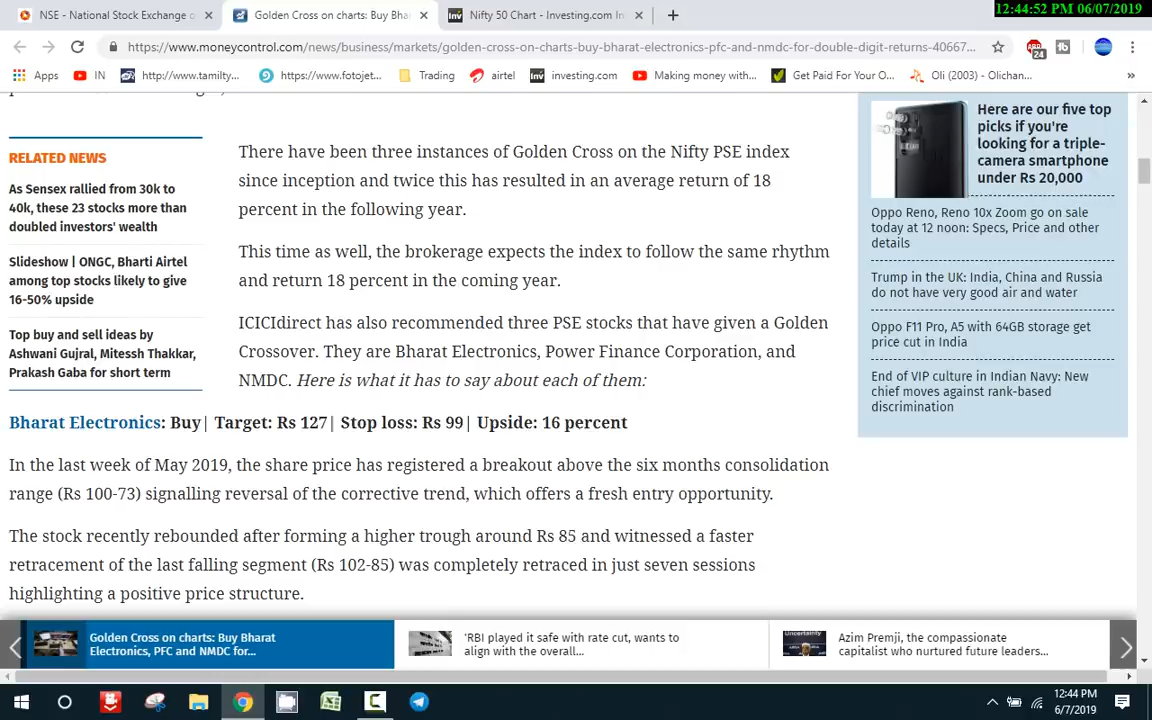 NSE - National Stock Exchange o
Golden Cross on charts: Buy Bha
Nifty 50 Chart - Investing.com In
12:44:52 PM 06/07/2019
https://www.moneycontrol.com/news/business/markets/golden-cross-on-charts-buy-bharat-electronics-pfc-and-nmdc-for-double-digit-returns-40667...
24
Apps
IN
http://www.tamilty...
https://www.fotojet...
Trading
airtel
Inv
investing.com
Making money with...
Get Paid For Your O...
Oli (2003) - Olichan...
»
RELATED NEWS
As Sensex rallied from 30k to
40k, these 23 stocks more than
doubled investors' wealth
Slideshow | ONGC, Bharti Airtel
among top stocks likely to give
16-50% upside
Top buy and sell ideas by
Ashwani Gujral, Mitessh Thakkar,
Prakash Gaba for short term
There have been three instances of Golden Cross on the Nifty PSE index
since inception and twice this has resulted in an average return of 18
percent in the following year.
This time as well, the brokerage expects the index to follow the same rhythm
and return 18 percent in the coming year.
ICICIdirect has also recommended three PSE stocks that have given a Golden
Crossover. They are Bharat Electronics, Power Finance Corporation, and
NMDC. Here is what it has to say about each of them:
Bharat Electronics: Buy| Target: Rs 127| Stop loss: Rs 99| Upside: 16 percent
In the last week of May 2019, the share price has registered a breakout above the six months consolidation
range (Rs 100-73) signalling reversal of the corrective trend, which offers a fresh entry opportunity.
The stock recently rebounded after forming a higher trough around Rs 85 and witnessed a faster
retracement of the last falling segment (Rs 102-85) was completely retraced in just seven sessions
highlighting a positive price structure.
Here are our five top
picks if you're
looking for a triple-
camera smartphone
under Rs 20,000
Oppo Reno, Reno 10x Zoom go on sale
today at 12 noon: Specs, Price and other
details
Trump in the UK: India, China and Russia
do not have very good air and water
Oppo F11 Pro, A5 with 64GB storage get
price cut in India
End of VIP culture in Indian Navy: New
chief moves against rank-based
discrimination
Golden Cross on charts: Buy Bharat
Electronics, PFC and NMDC for...
'RBI played it safe with rate cut, wants to
align with the overall...
Azim Premji, the compassionate
capitalist who nurtured future leaders...
12:44 PM
6/7/2019